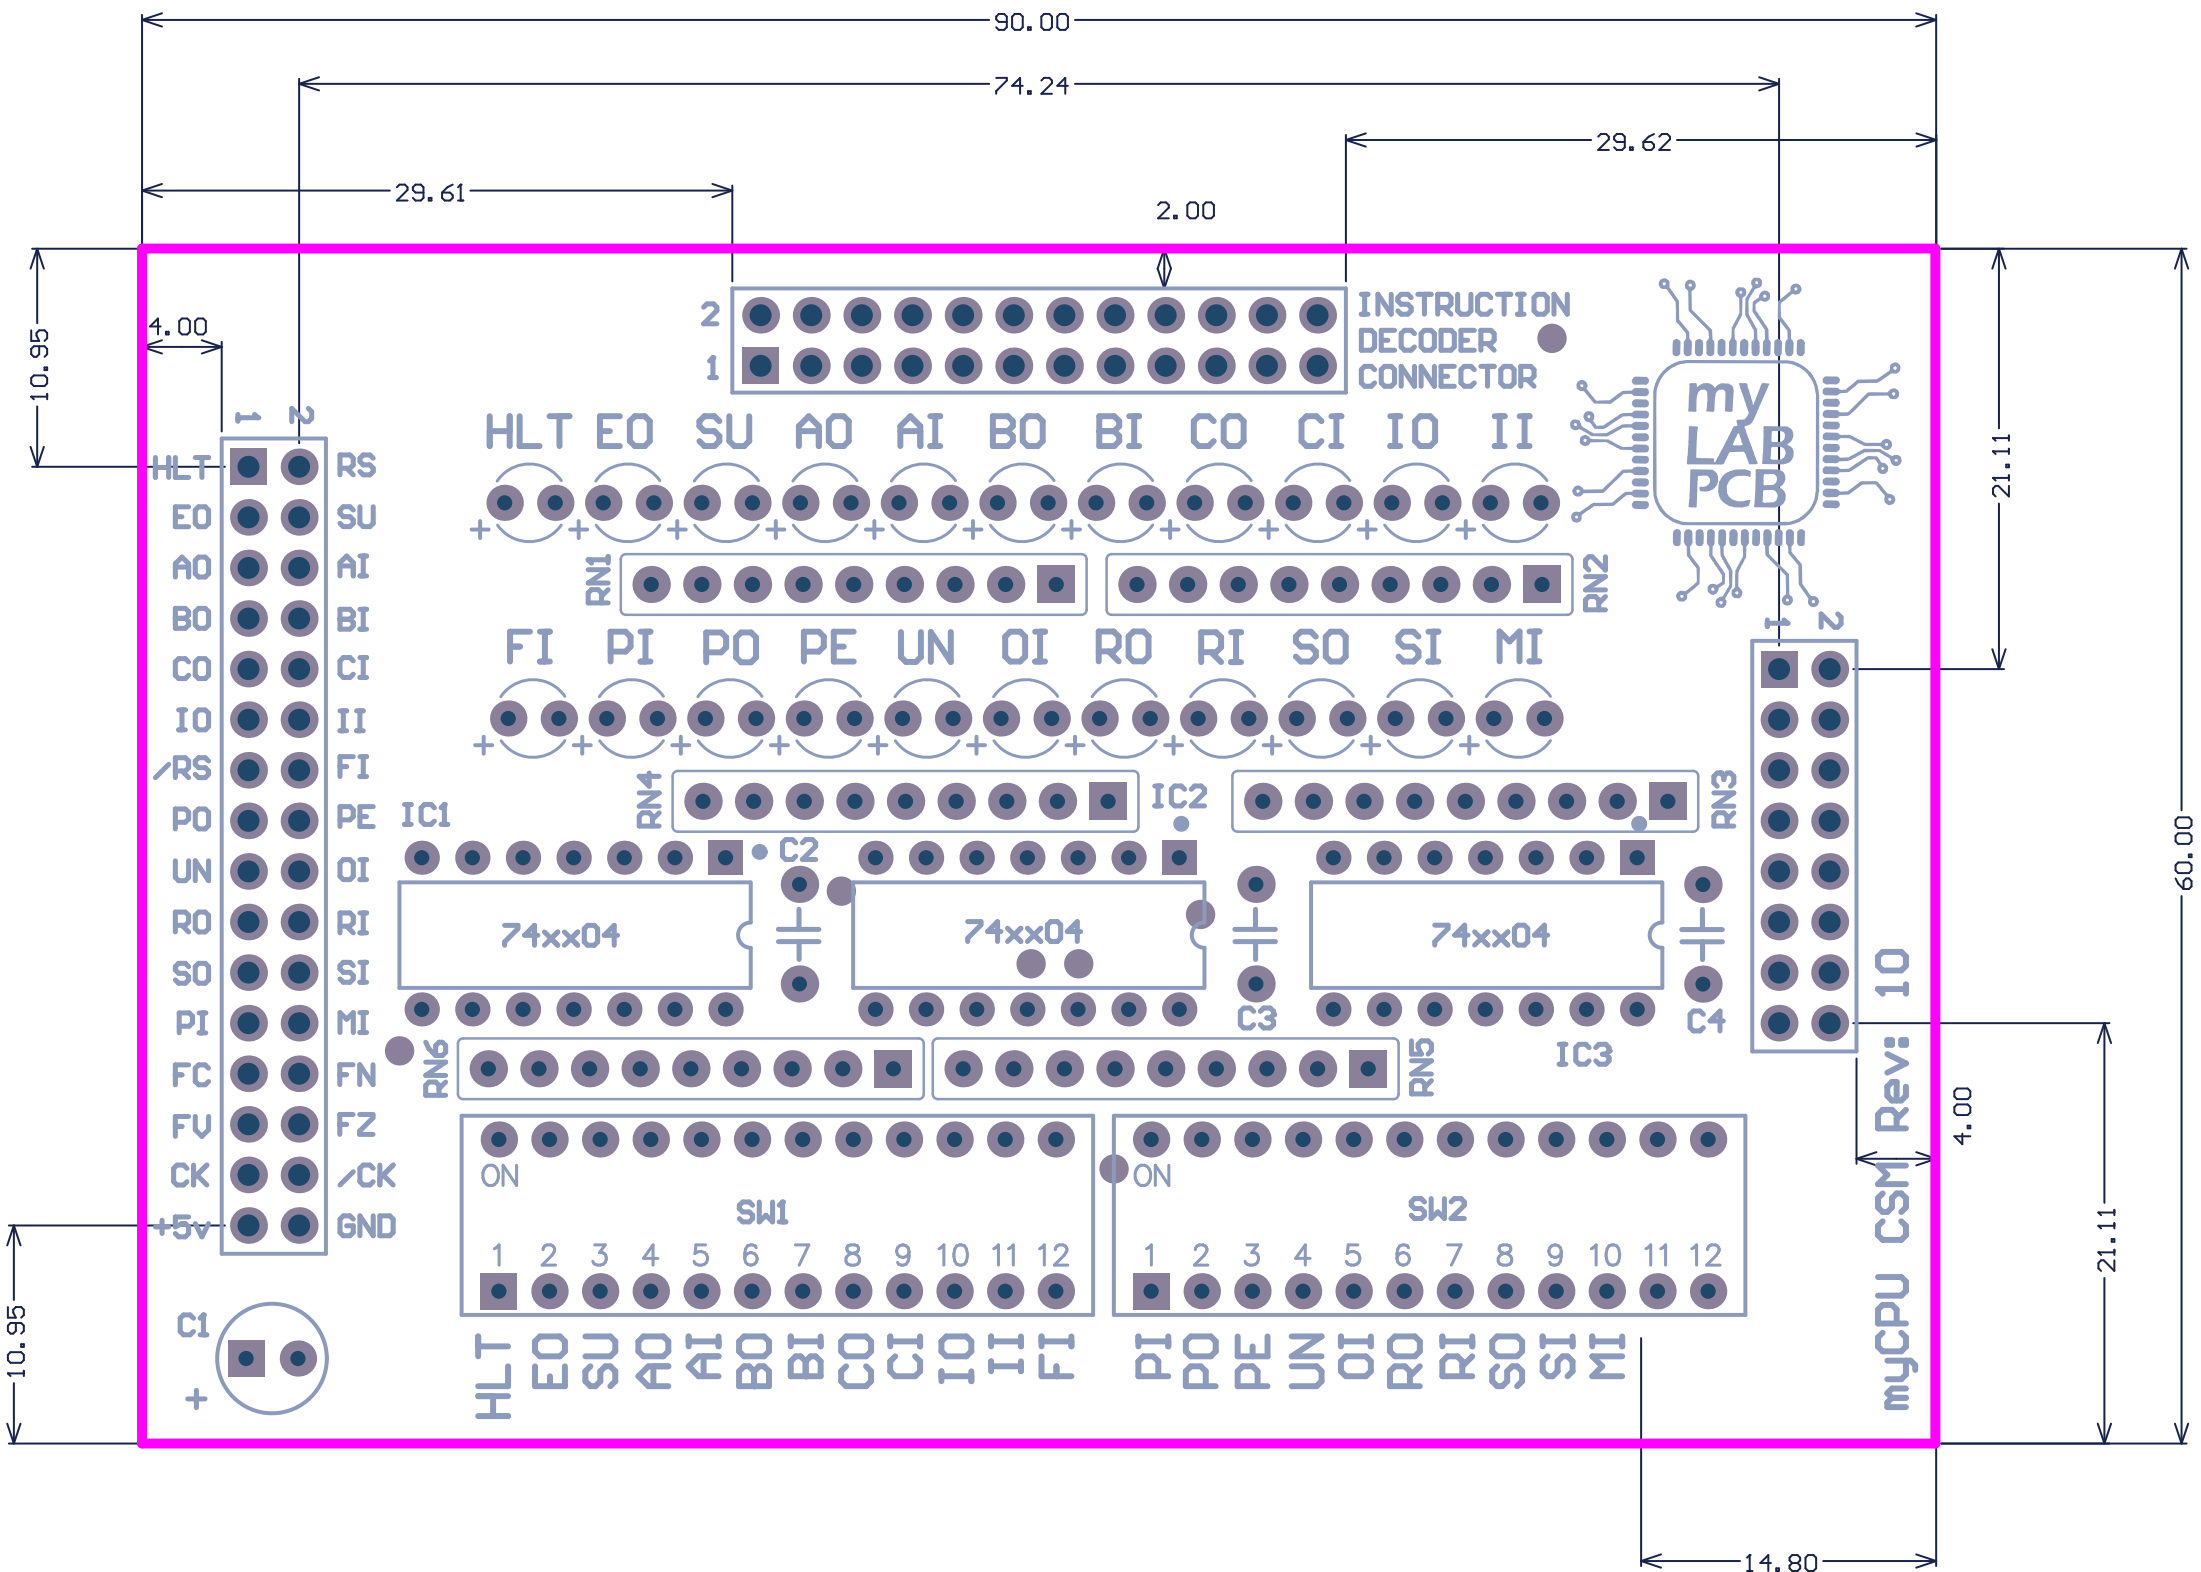 90.00
74.24
29.62
29.61
2.00
10.95
4.00
21.11
60.00
2
1
INSTRUCTION
DECODER
CONNECTOR
my
LAB
PCB
1 2
HLT RS
EO SU
AO AI
BO BI
CO CI
IO II
/RS FI
PO PE
UN OI
RO RI
SO SI
PI MI
FC FN
FV FZ
CK /CK
+5v GND
HLT EO SU AO AI BO BI CO CI IO II
+ + + + + + + + + + +
RN1
RN2
FI PI PO PE UN OI RO RI SO SI MI
+ + + + + + + + + + +
1 2
RN4
IC2
RN3
IC1
C2
74xx04
74xx04
74xx04
C3
C4
RN6
RN5
IC3
ON
SW1
1 2 3 4 5 6 7 8 9 10 11 12
HLT EO SU AO AI BO BI CO CI IO II FI
ON
SW2
1 2 3 4 5 6 7 8 9 10 11 12
PI PO PE UN OI RO RI SO SI MI
C1
+
myCPU CSM Rev: 10
4.00
21.11
10.95
14.80